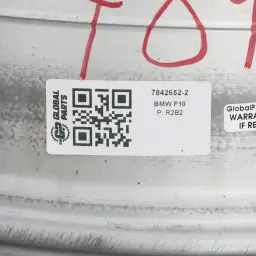 GLOBAL
PARTS
7842652-2
BMW F10
P: R2B2
GlobalP
WARRA
IF RE